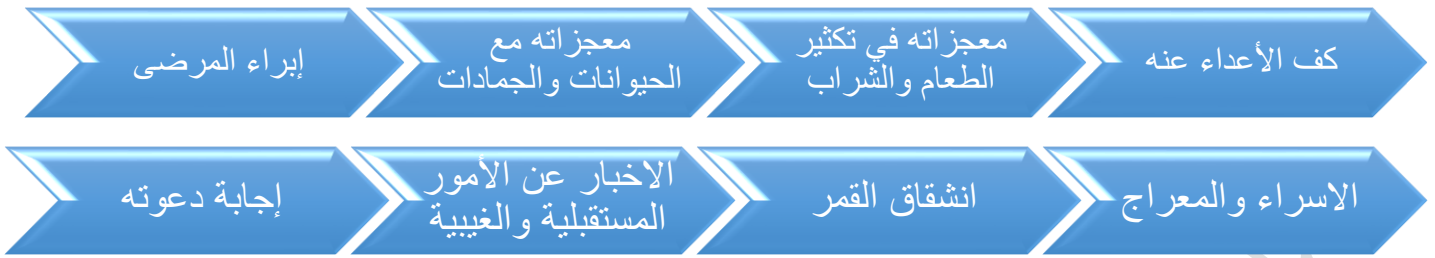 كف الأعداء عنه
معجزاته في تكثير
الطعام والشراب
معجزاته مع
الحيوانات والجمادات
إبراء المرضى
الاسراء والمعراج
انشقاق القمر
الاخبار عن الأمور
المستقبلية والغيبية
إجابة دعوته